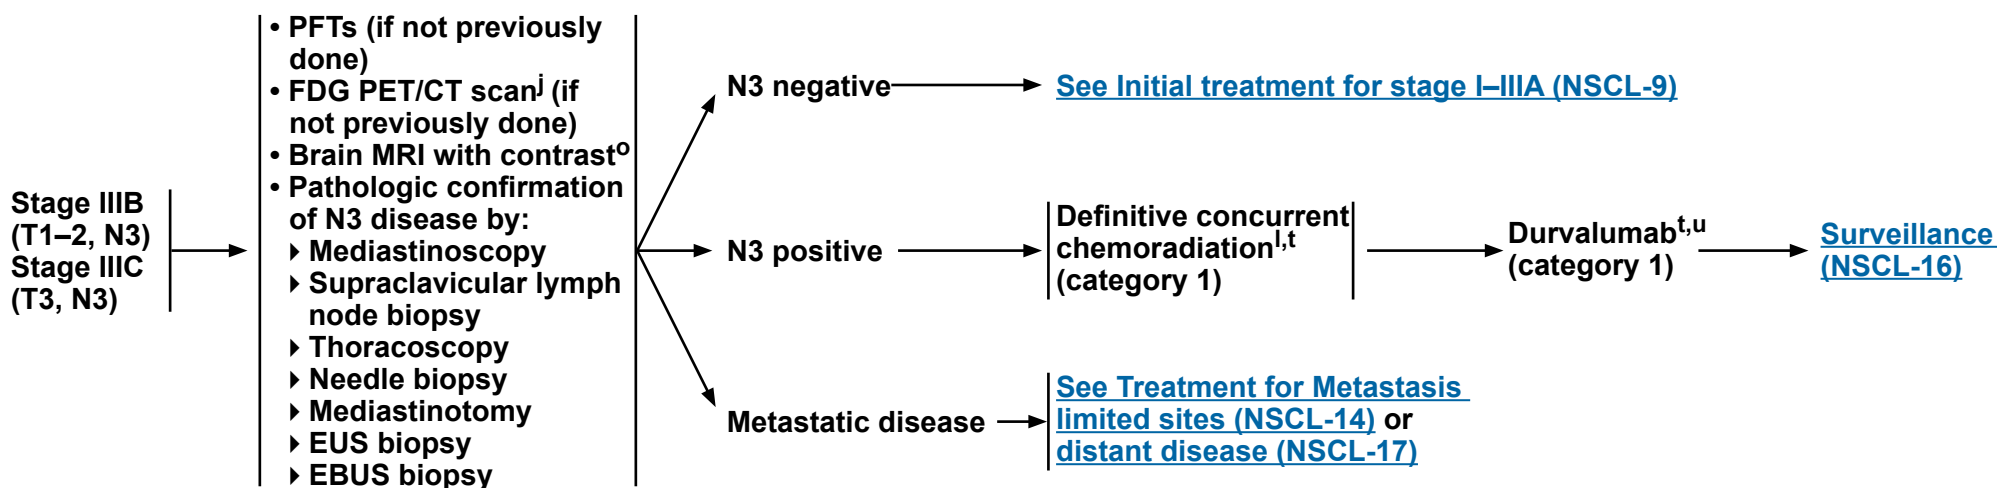 Stage IIIB
(T1–2, N3)
Stage IIIC
(T3, N3)
• PFTs (if not previously
done)
• FDG PET/CT scanʲ (if
not previously done)
• Brain MRI with contrastᵒ
• Pathologic confirmation
of N3 disease by:
▸ Mediastinoscopy
▸ Supraclavicular lymph
node biopsy
▸ Thoracoscopy
▸ Needle biopsy
▸ Mediastinotomy
▸ EUS biopsy
▸ EBUS biopsy
N3 negative
See Initial treatment for stage I–IIIA (NSCL-9)
N3 positive
Definitive concurrent
chemoradiationˡ,ᵗ
(category 1)
Durvalumabᵗ,ᵘ
(category 1)
Surveillance
(NSCL-16)
Metastatic disease
See Treatment for Metastasis
limited sites (NSCL-14) or
distant disease (NSCL-17)